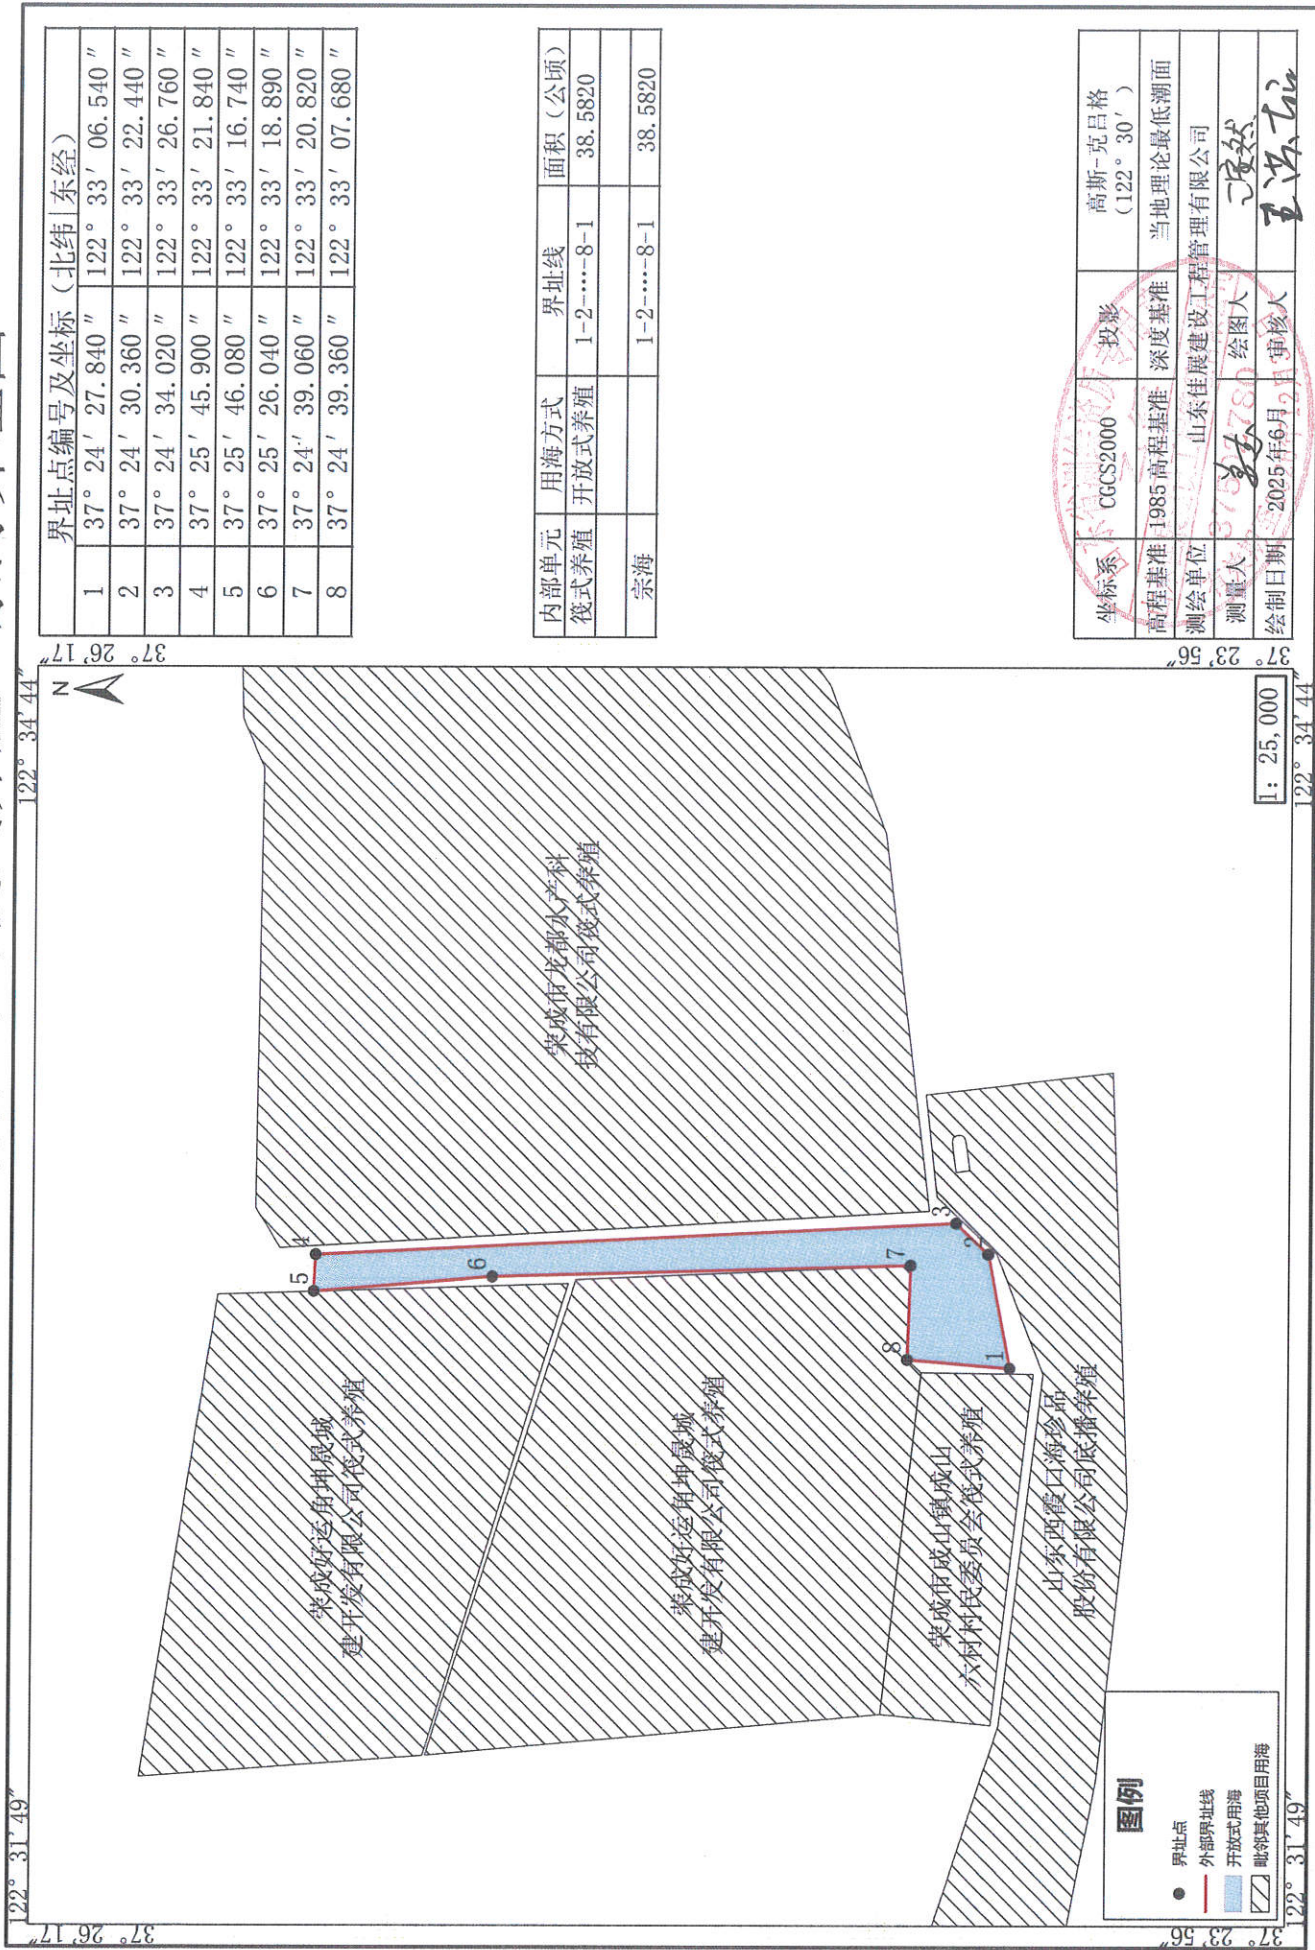 122° 31′ 49″
122° 34′ 44″
37° 26′ 17″
37° 26′ 17″
N
荣成好运角坤晟城
建开发有限公司筏式养殖
荣成好运角坤晟城
建开发有限公司筏式养殖
荣成市成山镇成山
六村村民委员会筏式养殖
山东西霞口海珍品
股份有限公司底播养殖
荣成市龙都水产科
技有限公司筏式养殖
5
4
6
7
8
3
2
1
图例
界址点
外部界址线
开放式用海
毗邻其他项目用海
1: 25,000
37° 23′ 56″
37° 23′ 56″
122° 31′ 49″
122° 34′ 44″
界址点编号及坐标（北纬|东经）
1 37° 24′ 27.840″ 122° 33′ 06.540″
2 37° 24′ 30.360″ 122° 33′ 22.440″
3 37° 24′ 34.020″ 122° 33′ 26.760″
4 37° 25′ 45.900″ 122° 33′ 21.840″
5 37° 25′ 46.080″ 122° 33′ 16.740″
6 37° 25′ 26.040″ 122° 33′ 18.890″
7 37° 24′ 39.060″ 122° 33′ 20.820″
8 37° 24′ 39.360″ 122° 33′ 07.680″
内部单元 用海方式 界址线 面积（公顷）
筏式养殖 开放式养殖 1-2-…-8-1 38.5820
宗海 1-2-…-8-1 38.5820
坐标系 CGCS2000 投影 高斯-克吕格
（122° 30′）
高程基准 1985高程基准 深度基准 当地理论最低潮面
测绘单位 山东佳展建设工程管理有限公司
测量人 绘图人
绘制日期 2025年6月 审核人